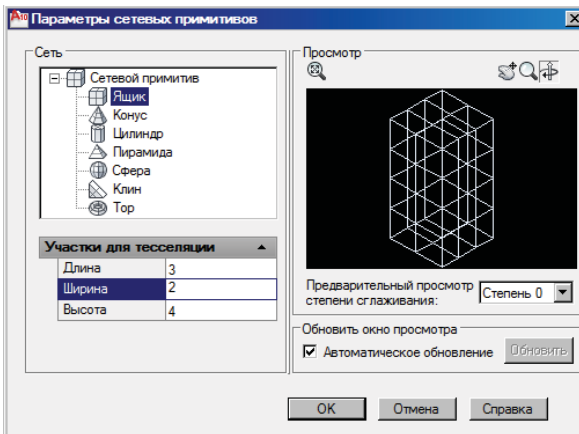 A10 Параметры сетевых примитивов
Сеть
Сетевой примитив
Ящик
Конус
Цилиндр
Пирамида
Сфера
Клин
Тор
Участки для тесселяции
Длина 3
Ширина 2
Высота 4
Просмотр
Предварительный просмотр
степени сглаживания:
Степень 0
Обновить окно просмотра
Автоматическое обновление
Обновить
OK
Отмена
Справка